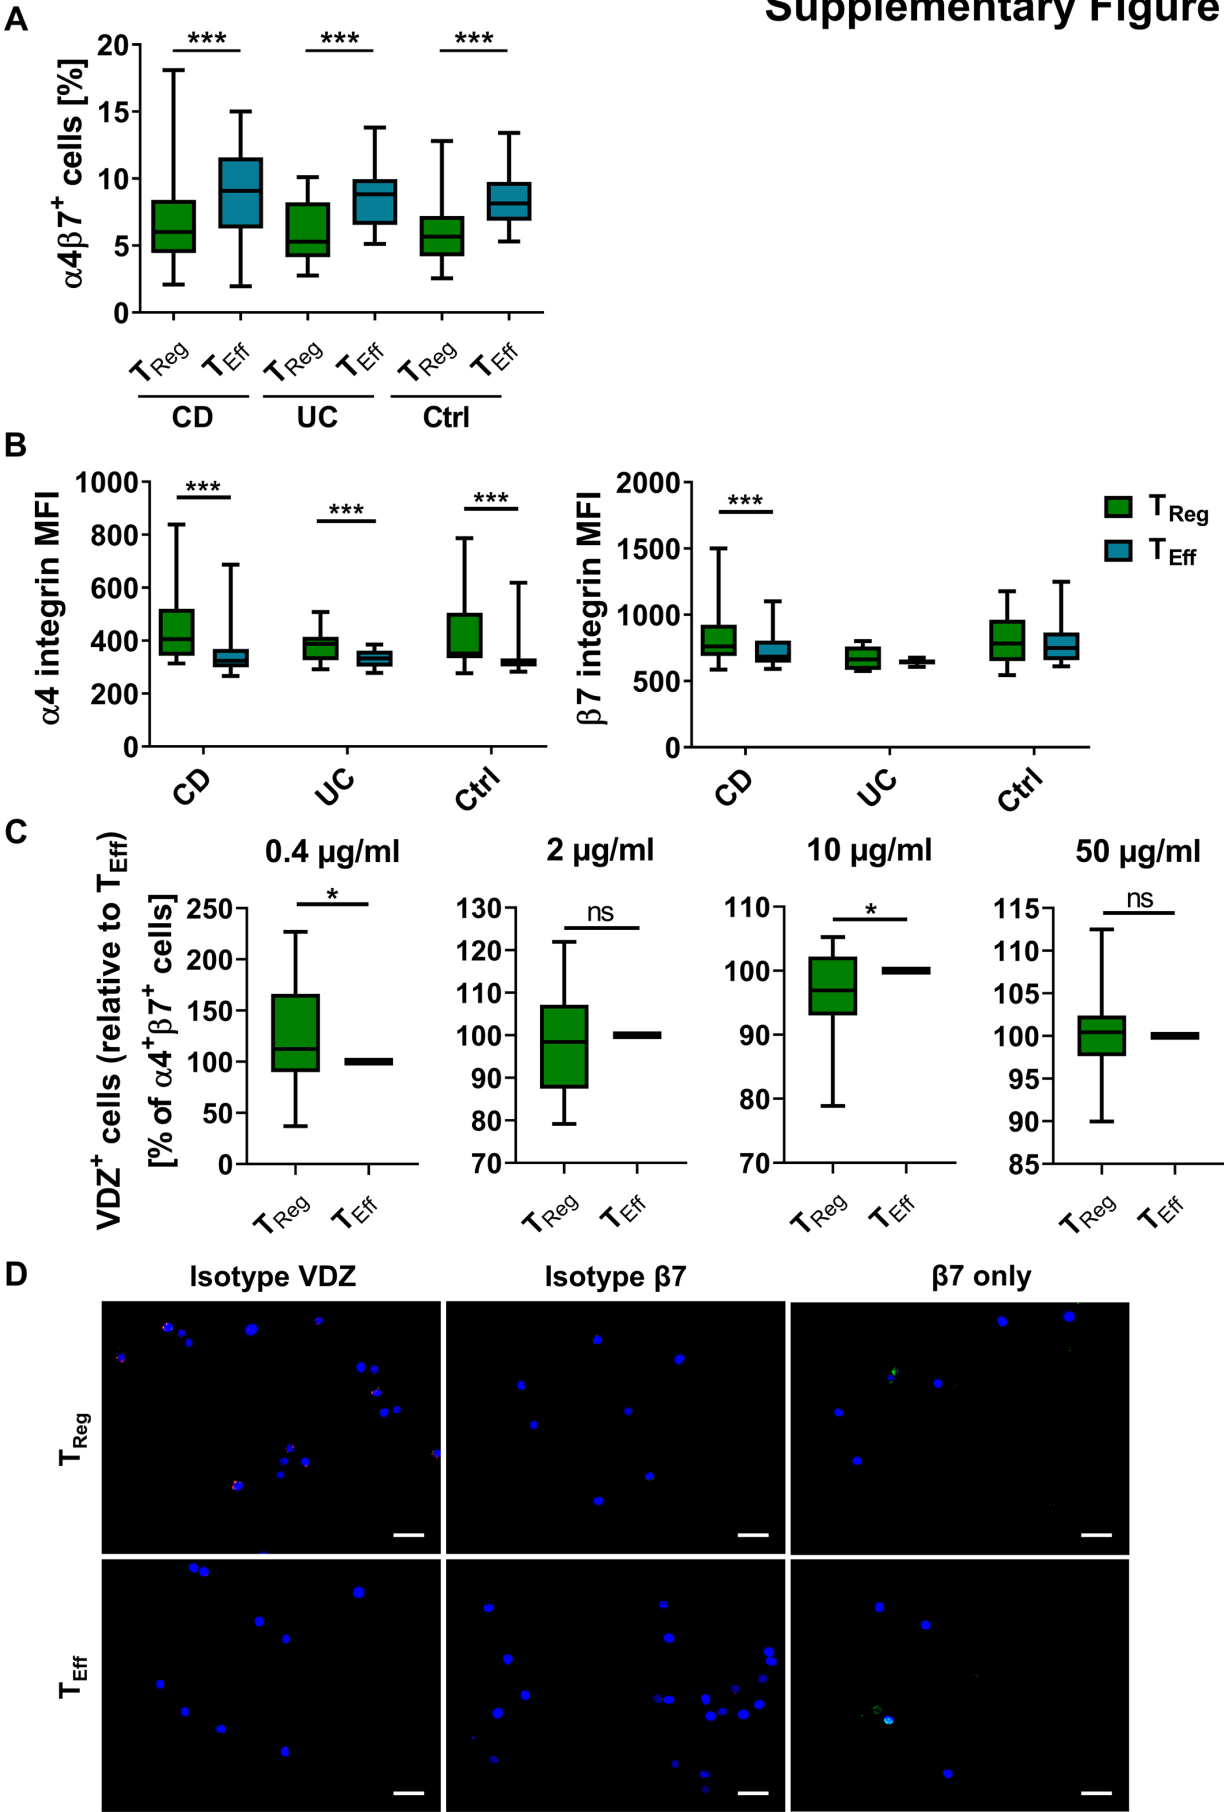 Supplementary Figure
A
α4β7+ cells [%]
20
15
10
5
0
***
***
***
TReg
TEff
TReg
TEff
TReg
TEff
CD
UC
Ctrl
B
α4 integrin MFI
1000
800
600
400
200
0
***
***
***
CD
UC
Ctrl
β7 integrin MFI
2000
1500
1000
500
0
***
CD
UC
Ctrl
TReg
TEff
C
VDZ+ cells (relative to TEff)
[% of α4+β7+ cells]
0.4 µg/ml
250
200
150
100
50
0
*
TReg
TEff
2 µg/ml
130
120
110
100
90
80
70
ns
TReg
TEff
10 µg/ml
110
100
90
80
70
*
TReg
TEff
50 µg/ml
115
110
105
100
95
90
85
ns
TReg
TEff
D
Isotype VDZ
Isotype β7
β7 only
TReg
TEff